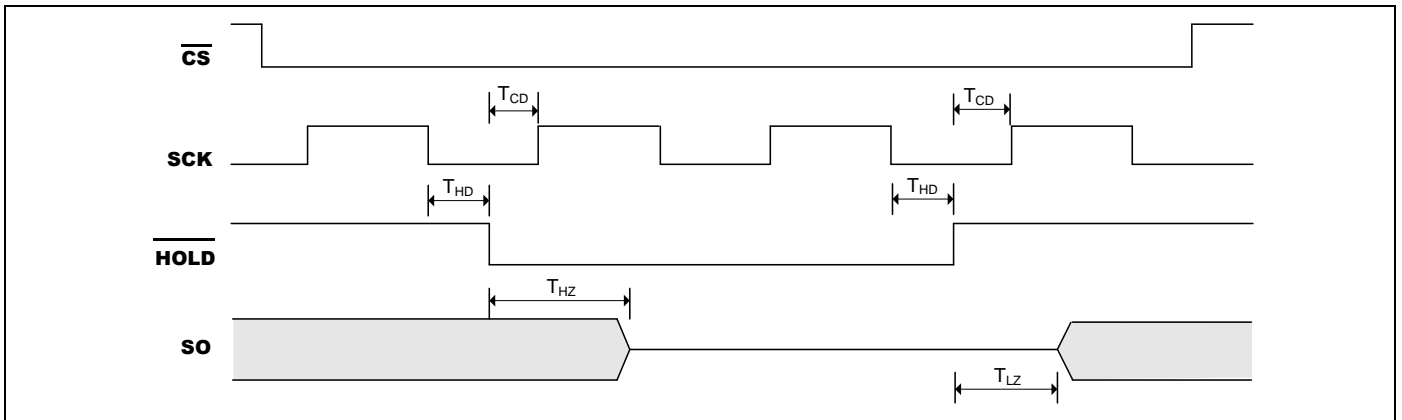 CS
T_CD T_CD
SCK
T_HD T_HD
HOLD
T_HZ
SO
T_LZ